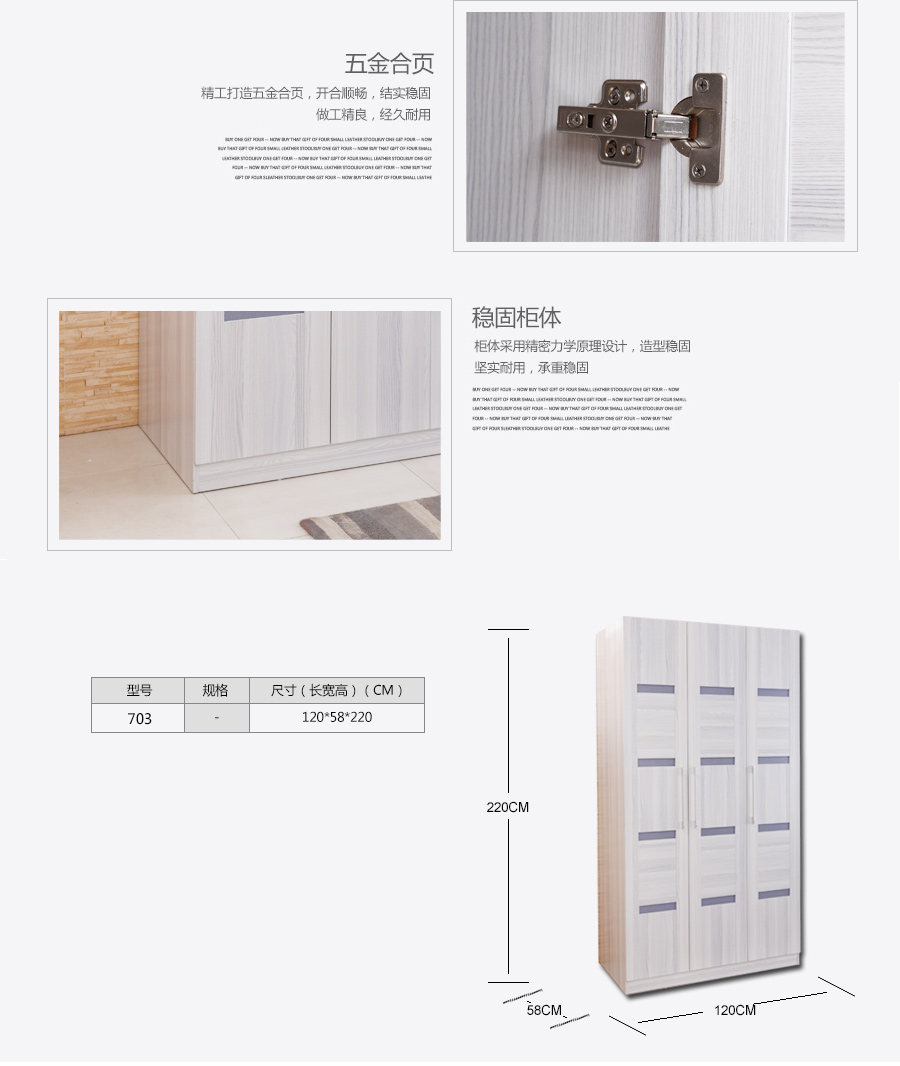 五金合页
精工打造五金合页，开合顺畅，结实稳固
做工精良，经久耐用
BUY ONE GET FOUR -- NOW BUY THAT GIFT OF FOUR SMALL LEATHER STOOLBUY ONE GET FOUR -- NOW
BUY THAT GIFT OF FOUR SMALL LEATHER STOOLBUY ONE GET FOUR -- NOW BUY THAT GIFT OF FOUR SMALL
LEATHER STOOLBUY ONE GET FOUR -- NOW BUY THAT GIFT OF FOUR SMALL LEATHER STOOLBUY ONE GET
FOUR -- NOW BUY THAT GIFT OF FOUR SMALL LEATHER STOOLBUY ONE GET FOUR -- NOW BUY THAT
GIFT OF FOUR SLEATHER STOOLBUY ONE GET FOUR -- NOW BUY THAT GIFT OF FOUR SMALL LEATHE
稳固柜体
柜体采用精密力学原理设计，造型稳固
坚实耐用，承重稳固
BUY ONE GET FOUR -- NOW BUY THAT GIFT OF FOUR SMALL LEATHER STOOLBUY ONE GET FOUR -- NOW
BUY THAT GIFT OF FOUR SMALL LEATHER STOOLBUY ONE GET FOUR -- NOW BUY THAT GIFT OF FOUR SMALL
LEATHER STOOLBUY ONE GET FOUR -- NOW BUY THAT GIFT OF FOUR SMALL LEATHER STOOLBUY ONE GET
FOUR -- NOW BUY THAT GIFT OF FOUR SMALL LEATHER STOOLBUY ONE GET FOUR -- NOW BUY THAT
GIFT OF FOUR SLEATHER STOOLBUY ONE GET FOUR -- NOW BUY THAT GIFT OF FOUR SMALL LEATHE
型号 规格 尺寸（长宽高）（CM）
703 - 120*58*220
220CM
58CM
120CM